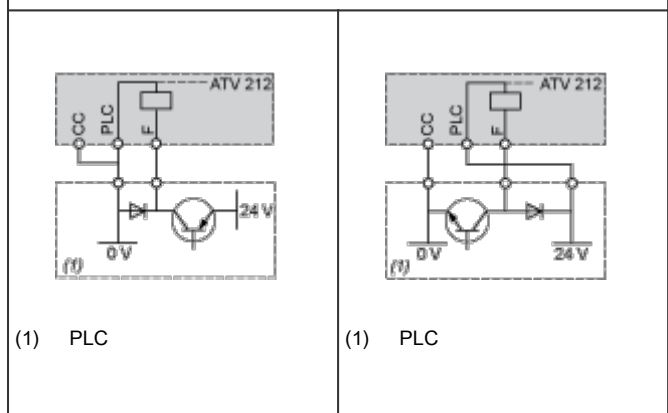 ATV 212
CC
PLC
F
24 V
0 V
(1)
(1) PLC
ATV 212
CC
PLC
F
0 V
24 V
(1)
(1) PLC